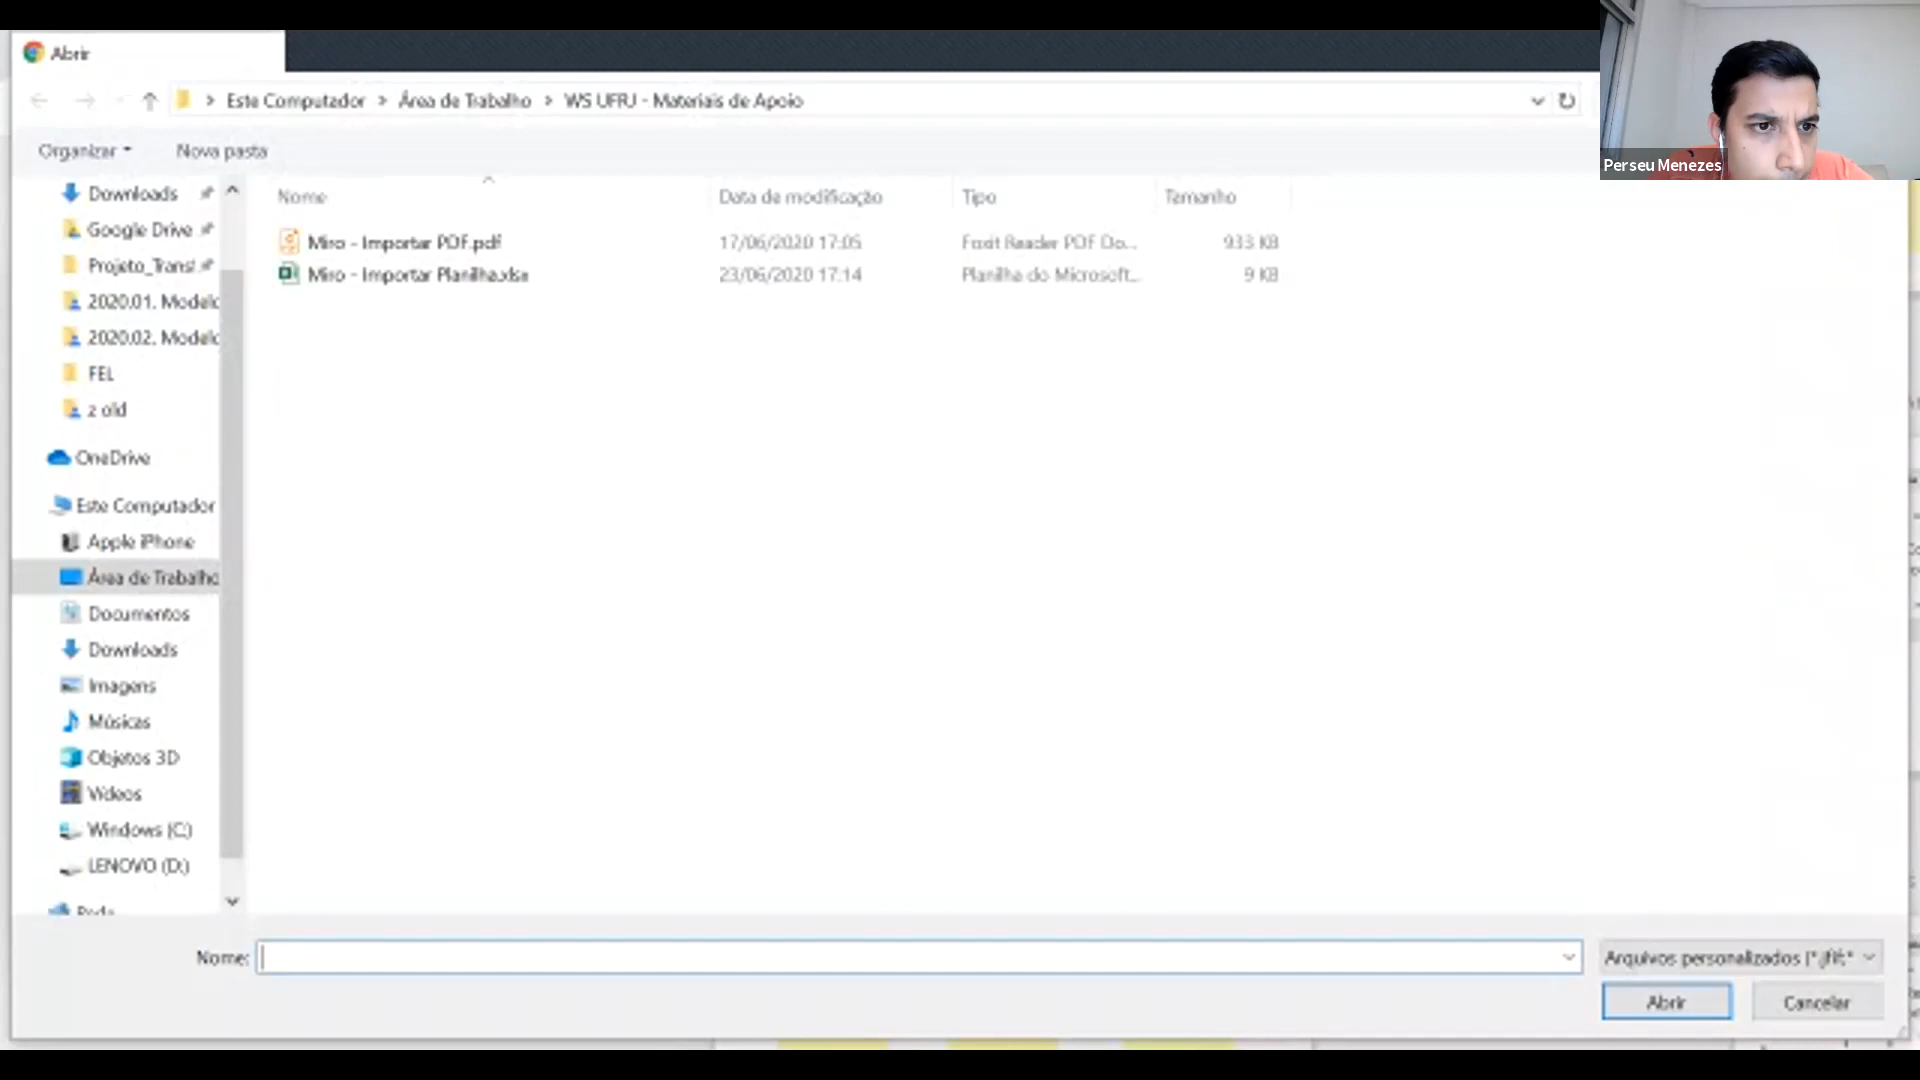 Abrir
Este Computador > Área de Trabalho > WS UFRJ - Materiais de Apoio
Perseu Menezes
Organizar
Nova pasta
Nome
Data de modificação
Tipo
Tamanho
Miro - Importar PDF.pdf
17/06/2020 17:05
Foxit Reader PDF Do...
933 KB
Miro - Importar Planilha.xlsx
23/06/2020 17:14
Planilha do Microsoft...
9 KB
Downloads
Google Drive
Projeto_Transf
2020.01. Modelo
2020.02. Modelo
FEL
z old
OneDrive
Este Computador
Apple iPhone
Área de Trabalho
Documentos
Downloads
Imagens
Músicas
Objetos 3D
Vídeos
Windows (C:)
LENOVO (D:)
Rede
Nome:
Arquivos personalizados (*.jfif;*
Abrir
Cancelar